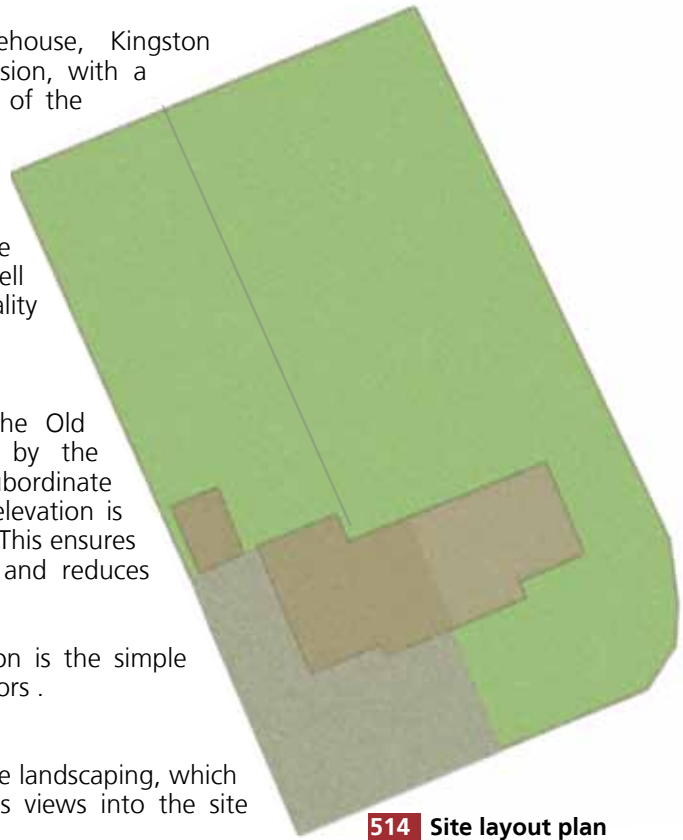 ehouse, Kingston
sion, with a
of the
e
ell
ality
he Old
by the
ubordinate
elevation is
This ensures
and reduces
on is the simple
ors .
e landscaping, which
s views into the site
514 Site layout plan